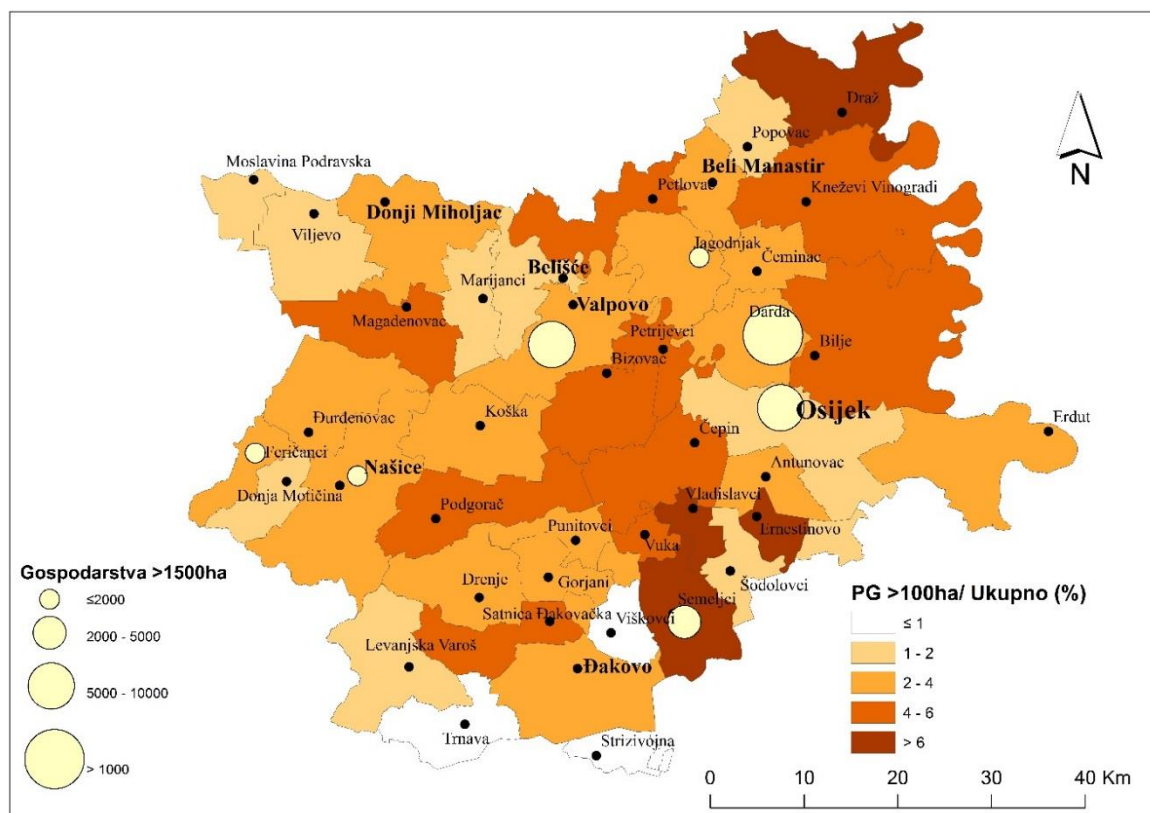 Draž
Popovac
Beli Manastir
Moslavina Podravska
Petlovac
Kneževi Vinogradi
N
Donji Miholjac
Viljevo
Jagodnjak
Čeminac
Belišće
Marijanci
Valpovo
Magadenovac
Darda
Petrijevci
Bilje
Bizovac
Osijek
Koška
Erdut
Đurđenovac
Čepin
Feričanci
Našice
Antunovac
Donja Motičina
Vladislavci
Podgorač
Ernestinovo
Punitovci
Vuka
Šodolovci
Drenje
Gorjani
Semeljci
Satnica Đakovačka
Viškovci
Levanjska Varoš
Đakovo
Trnava
Strizivojna
Gospodarstva >1500ha
≤2000
2000 - 5000
5000 - 10000
> 1000
PG >100ha/ Ukupno (%)
≤ 1
1 - 2
2 - 4
4 - 6
> 6
0 10 20 30 40 Km